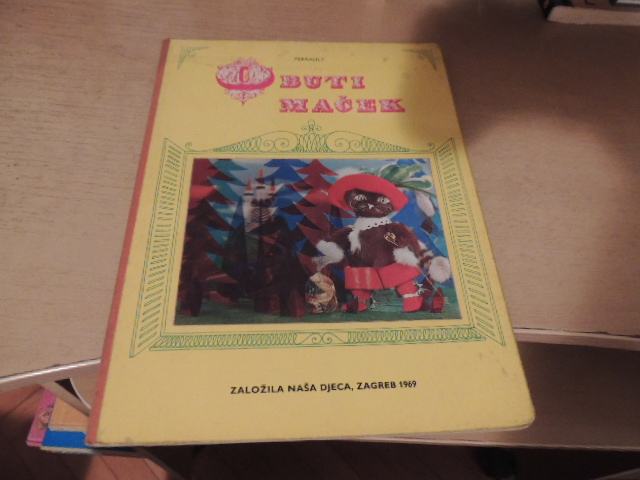 PERRAULT
OBUTI
MAČEK
ZALOŽILA NAŠA DJECA, ZAGREB 1969